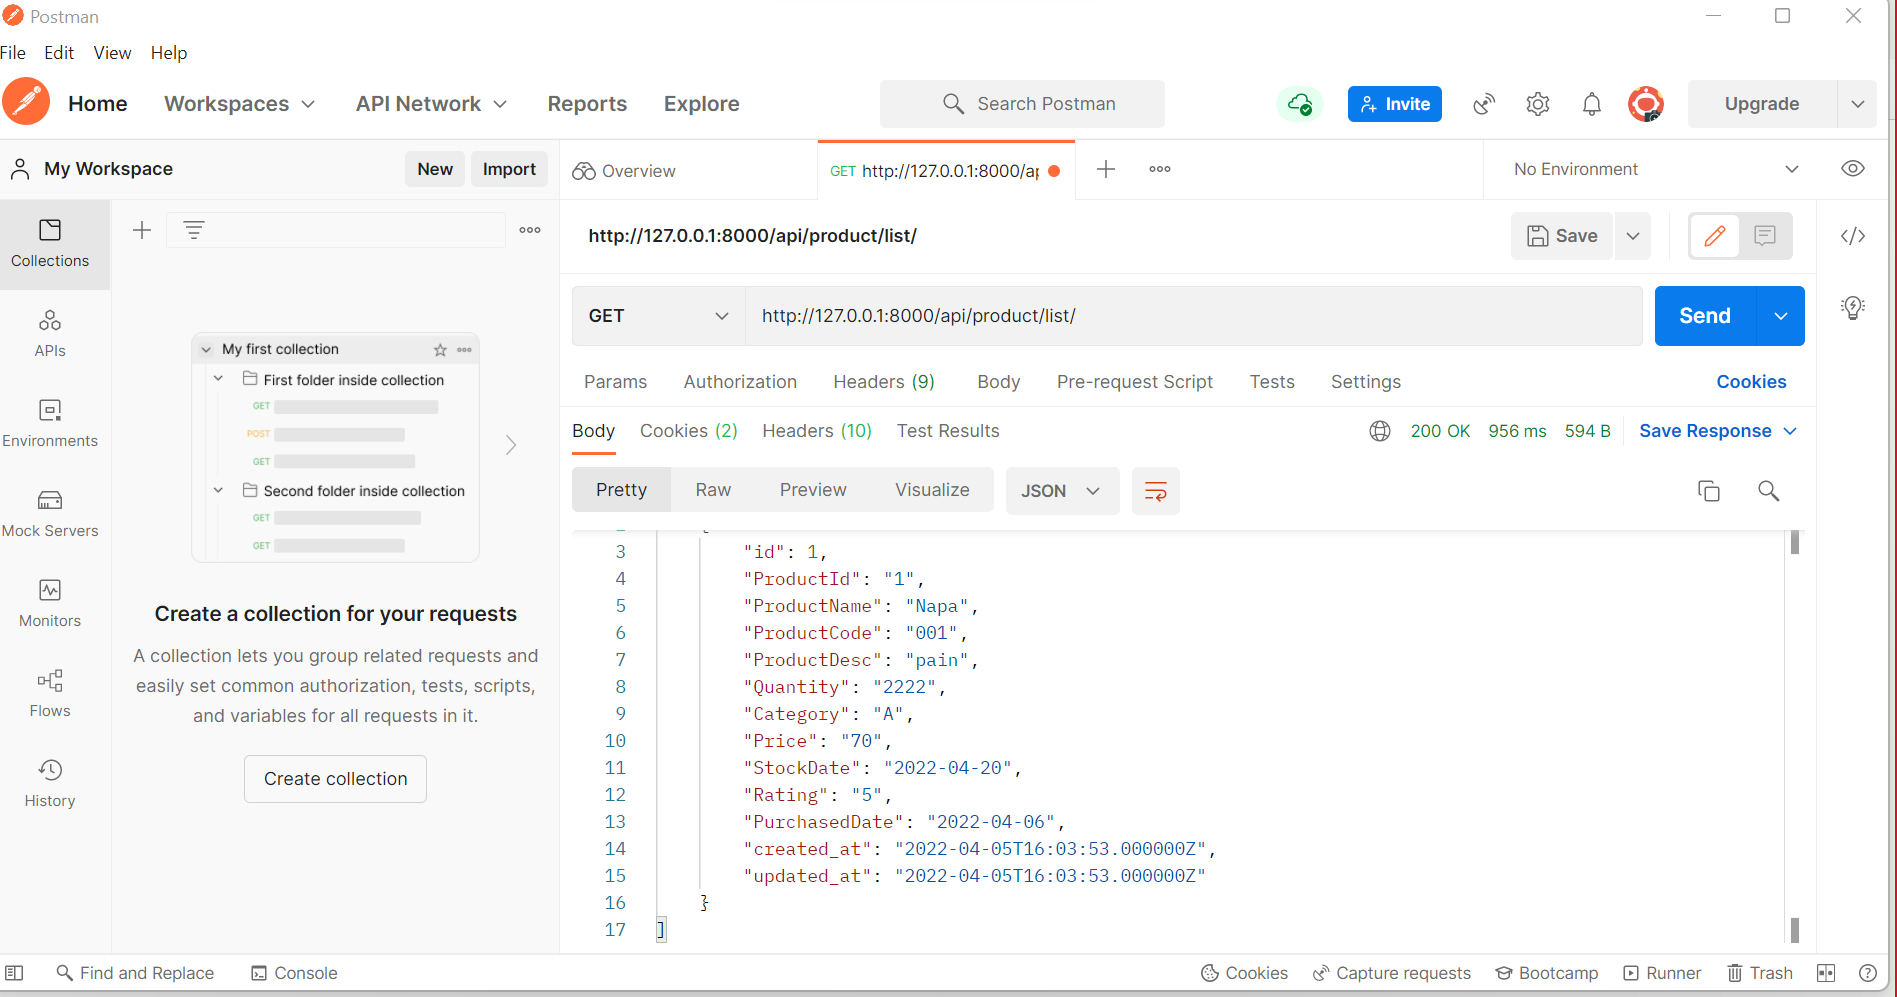 Postman
File Edit View Help
Home Workspaces API Network Reports Explore Search Postman Invite Upgrade
My Workspace New Import Overview GET http://127.0.0.1:8000/ap No Environment
http://127.0.0.1:8000/api/product/list/ Save
Collections
APIs
Environments
Mock Servers
Monitors
Flows
History
My first collection
First folder inside collection
GET
POST
GET
Second folder inside collection
GET
GET
Create a collection for your requests
A collection lets you group related requests and
easily set common authorization, tests, scripts,
and variables for all requests in it.
Create collection
GET http://127.0.0.1:8000/api/product/list/ Send
Params Authorization Headers (9) Body Pre-request Script Tests Settings Cookies
Body Cookies (2) Headers (10) Test Results 200 OK 956 ms 594 B Save Response
Pretty Raw Preview Visualize JSON
3 "id": 1,
4 "ProductId": "1",
5 "ProductName": "Napa",
6 "ProductCode": "001",
7 "ProductDesc": "pain",
8 "Quantity": "2222",
9 "Category": "A",
10 "Price": "70",
11 "StockDate": "2022-04-20",
12 "Rating": "5",
13 "PurchasedDate": "2022-04-06",
14 "created_at": "2022-04-05T16:03:53.000000Z",
15 "updated_at": "2022-04-05T16:03:53.000000Z"
16 }
17 ]
Find and Replace Console Cookies Capture requests Bootcamp Runner Trash